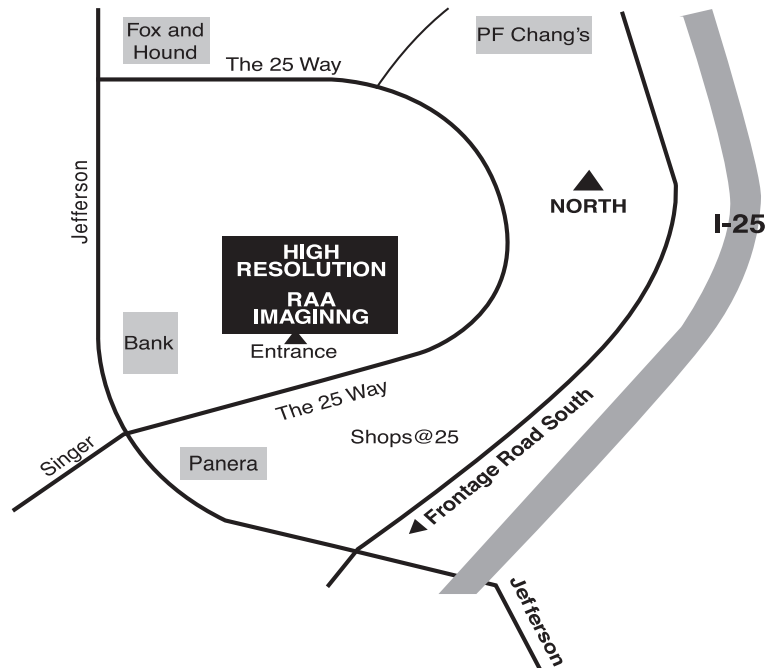 Fox and
Hound
PF Chang's
The 25 Way
Jefferson
NORTH
I-25
HIGH
RESOLUTION
RAA
IMAGINNG
Entrance
Bank
The 25 Way
Shops@25
Frontage Road South
Singer
Panera
Jefferson